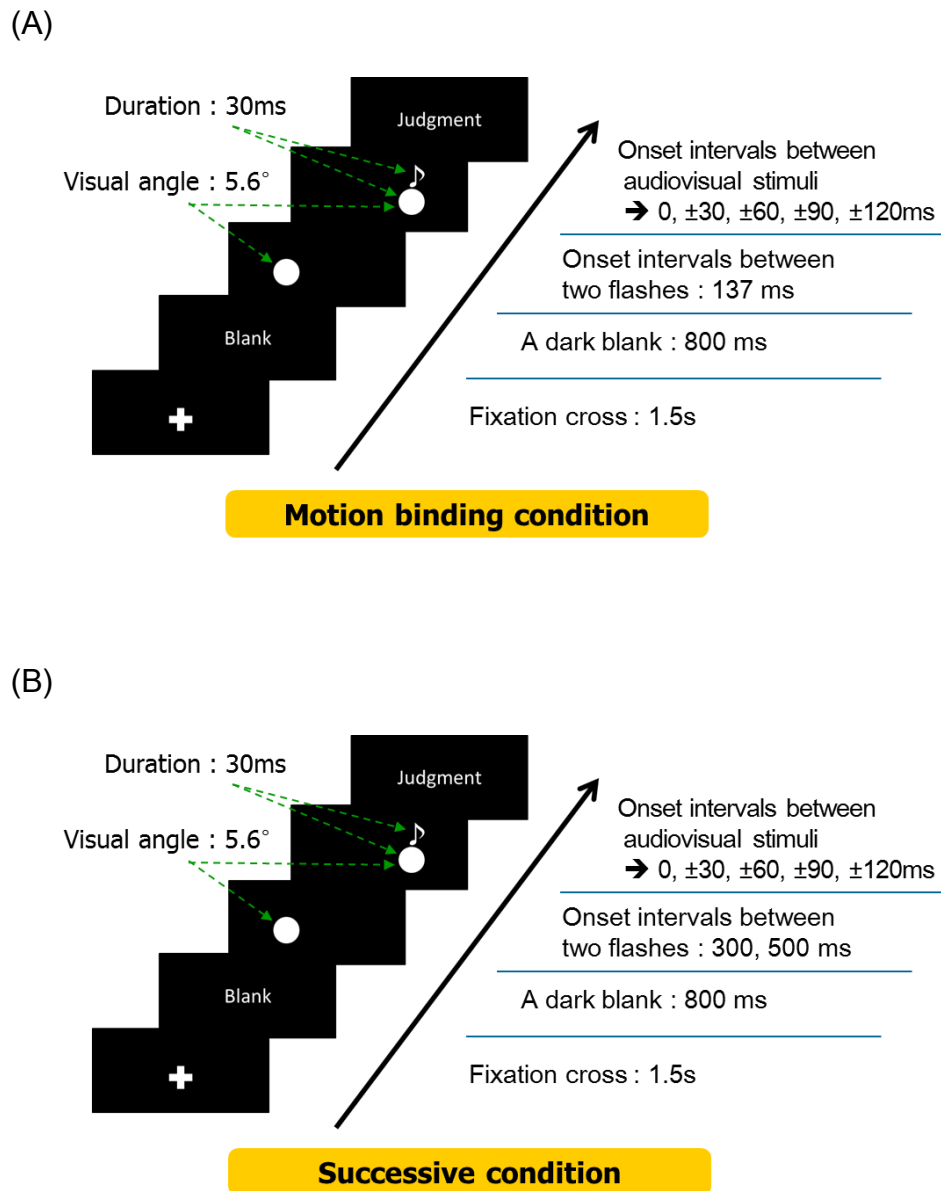 (A)
Duration : 30ms
Visual angle : 5.6°
Judgment
Blank
Onset intervals between
audiovisual stimuli
➔ 0, ±30, ±60, ±90, ±120ms
Onset intervals between
two flashes : 137 ms
A dark blank : 800 ms
Fixation cross : 1.5s
Motion binding condition
(B)
Duration : 30ms
Visual angle : 5.6°
Judgment
Blank
Onset intervals between
audiovisual stimuli
➔ 0, ±30, ±60, ±90, ±120ms
Onset intervals between
two flashes : 300, 500 ms
A dark blank : 800 ms
Fixation cross : 1.5s
Successive condition